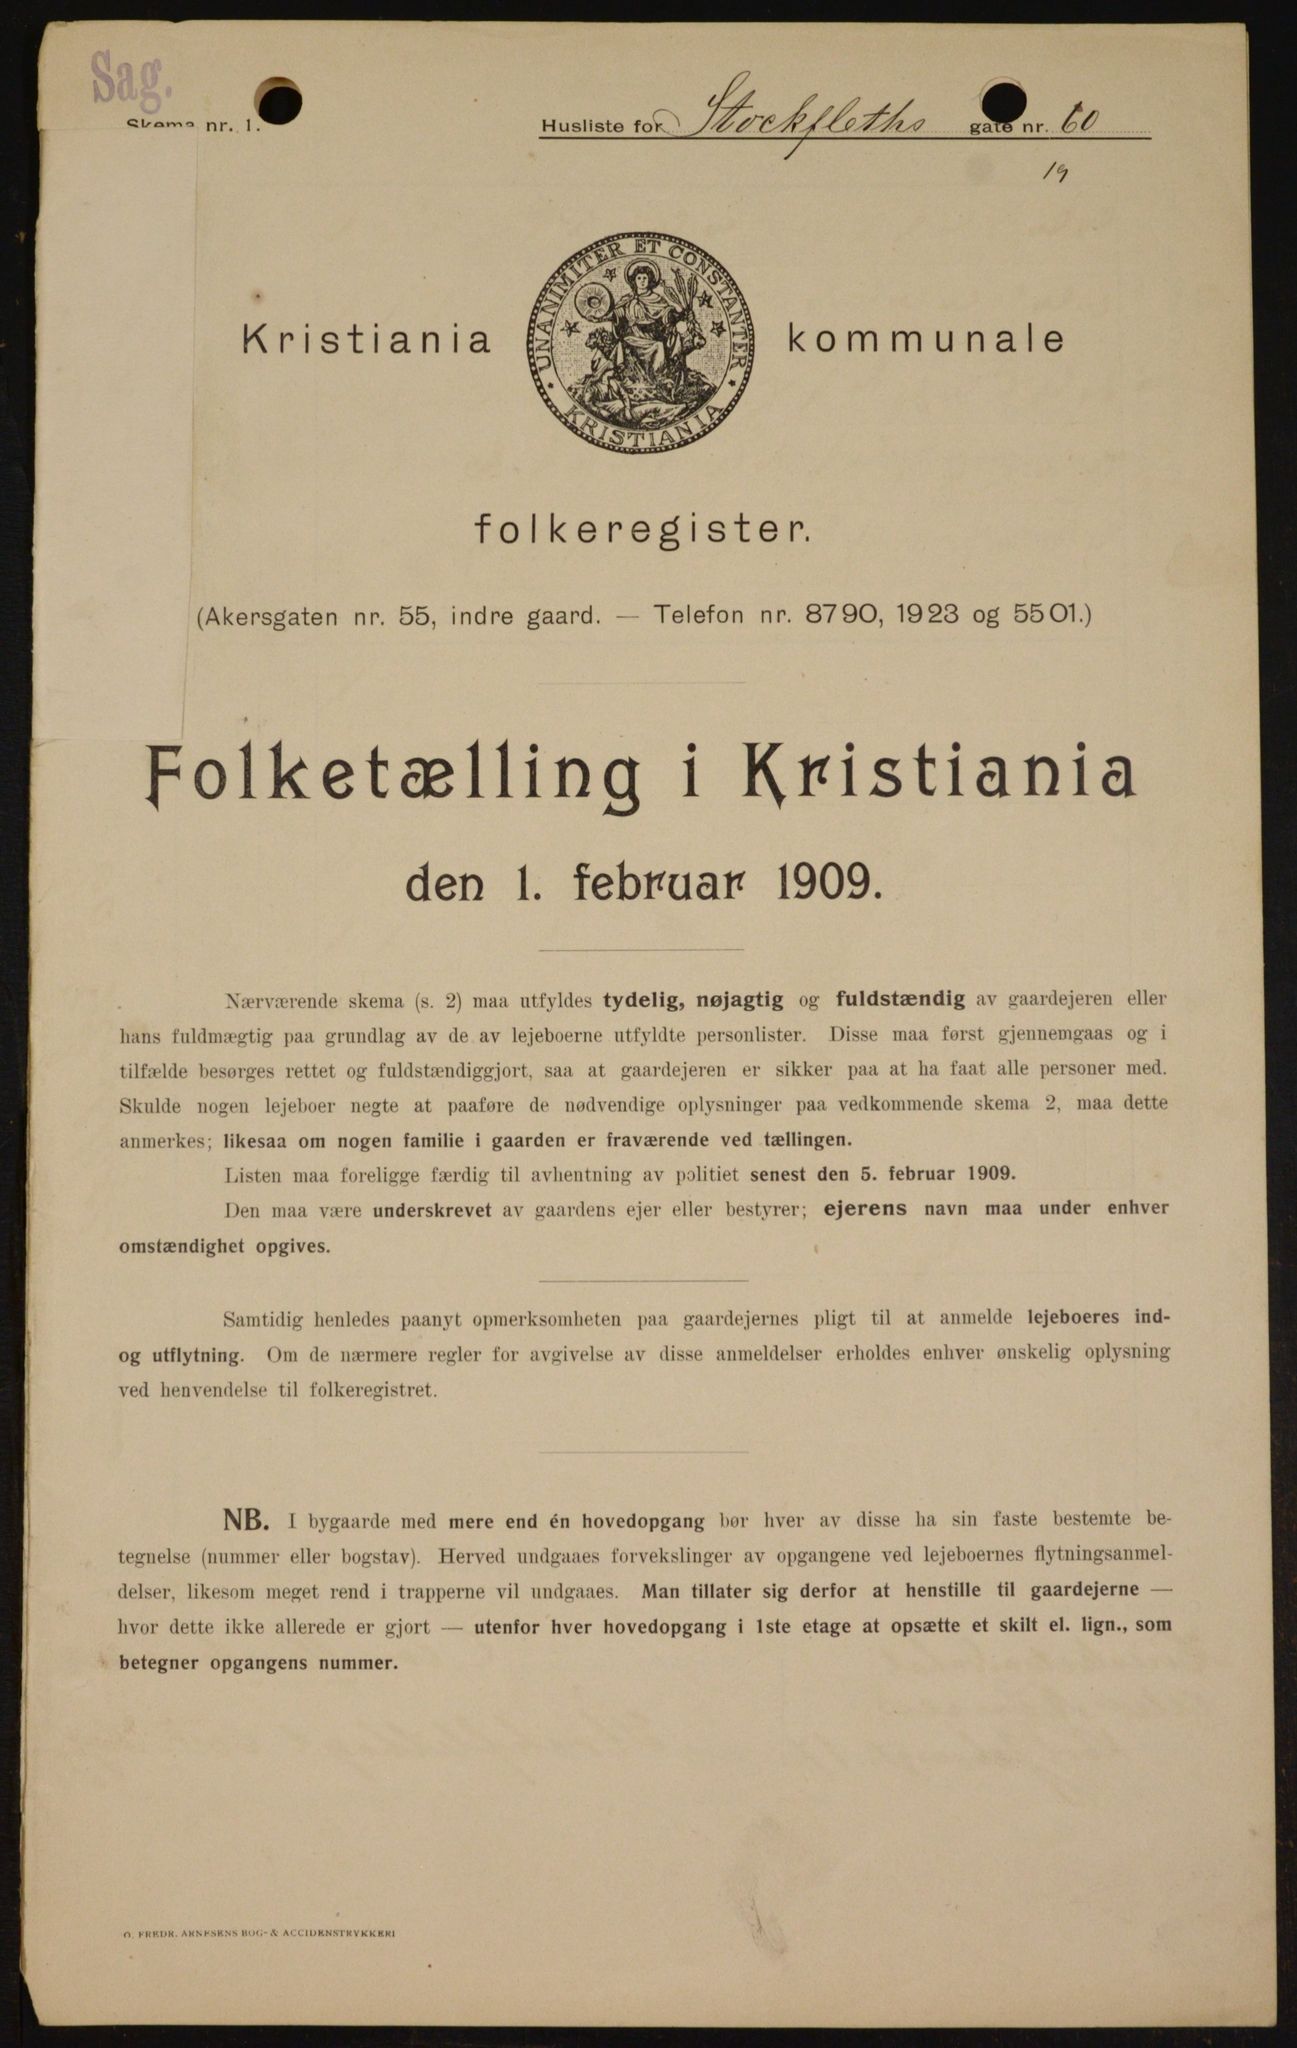 Sag.
Skema nr. 1.
Husliste for Stockfleths gate nr. 60
19
UNANIMITER ET CONSTANTER
KRISTIANIA
Kristiania kommunale
folkeregister.
(Akersgaten nr. 55, indre gaard. — Telefon nr. 8790, 1923 og 5501.)
Folketælling i Kristiania
den 1. februar 1909.
Nærværende skema (s. 2) maa utfyldes tydelig, nøjagtig og fuldstændig av gaardejeren eller
hans fuldmægtig paa grundlag av de av lejeboerne utfyldte personlister. Disse maa først gjennemgaas og i
tilfælde besørges rettet og fuldstændiggjort, saa at gaardejeren er sikker paa at ha faat alle personer med.
Skulde nogen lejeboer negte at paaføre de nødvendige oplysninger paa vedkommende skema 2, maa dette
anmerkes; likesaa om nogen familie i gaarden er fraværende ved tællingen.
Listen maa foreligge færdig til avhentning av politiet senest den 5. februar 1909.
Den maa være underskrevet av gaardens ejer eller bestyrer; ejerens navn maa under enhver
omstændighet opgives.
Samtidig henledes paanyt opmerksomheten paa gaardejernes pligt til at anmelde lejeboeres ind-
og utflytning. Om de nærmere regler for avgivelse av disse anmeldelser erholdes enhver ønskelig oplysning
ved henvendelse til folkeregistret.
NB. I bygaarde med mere end én hovedopgang bør hver av disse ha sin faste bestemte be-
tegnelse (nummer eller bogstav). Herved undgaaes forvekslinger av opgangene ved lejeboernes flytningsanmel-
delser, likesom meget rend i trapperne vil undgaaes. Man tillater sig derfor at henstille til gaardejerne —
hvor dette ikke allerede er gjort — utenfor hver hovedopgang i 1ste etage at opsætte et skilt el. lign., som
betegner opgangens nummer.
O. FREDR. ARNESENS BOG- & ACCIDENSTRYKKERI